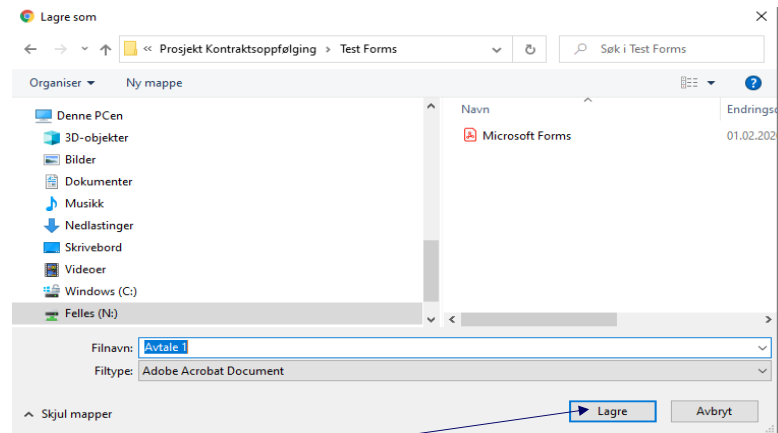 Lagre som
« Prosjekt Kontraktsoppfølging › Test Forms
Søk i Test Forms
Organiser
Ny mappe
Denne PCen
3D-objekter
Bilder
Dokumenter
Musikk
Nedlastinger
Skrivebord
Videoer
Windows (C:)
Felles (N:)
Navn
Endringsd
Microsoft Forms
01.02.202
Filnavn: Avtale 1
Filtype: Adobe Acrobat Document
Skjul mapper
Lagre
Avbryt